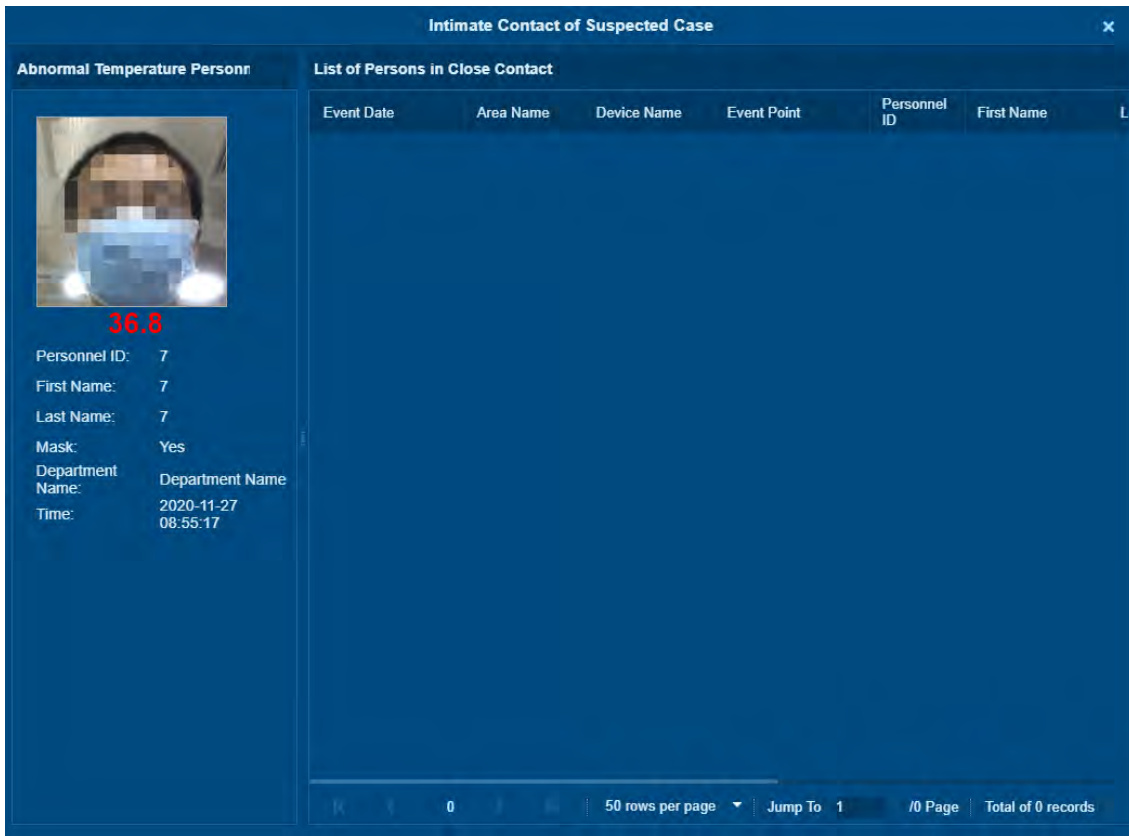 Intimate Contact of Suspected Case
Abnormal Temperature Personn
List of Persons in Close Contact
Event Date Area Name Device Name Event Point Personnel ID First Name L
36.8
Personnel ID: 7
First Name: 7
Last Name: 7
Mask: Yes
Department Name: Department Name
Time: 2020-11-27 08:55:17
0 50 rows per page Jump To 1 /0 Page Total of 0 records